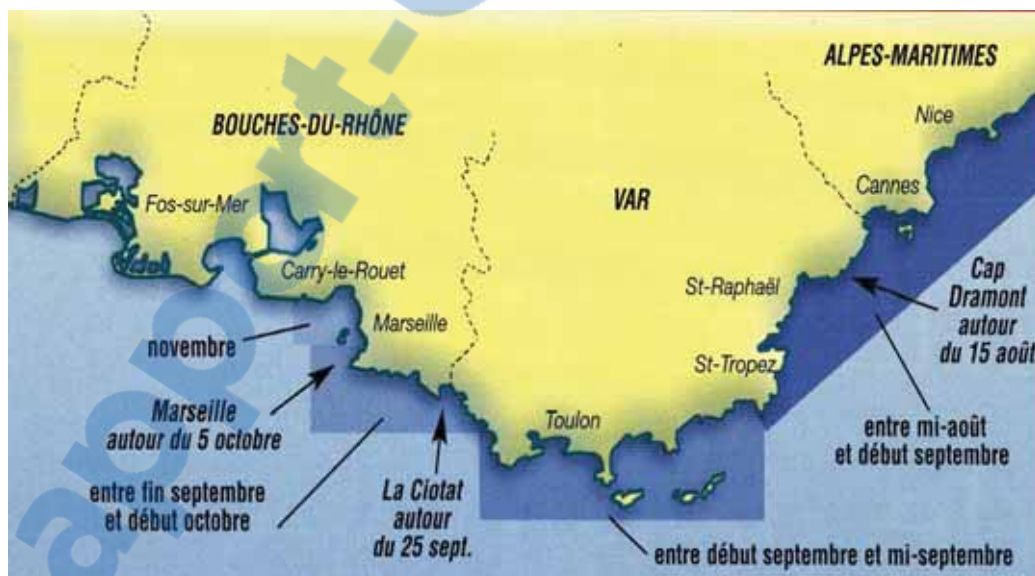 ALPES-MARITIMES
BOUCHES-DU-RHÔNE
Nice
Fos-sur-Mer
VAR
Cannes
Carry-le-Rouet
St-Raphaël
Cap
Dramont
autour
du 15 août
novembre
Marseille
St-Tropez
Marseille
autour du 5 octobre
Toulon
entre mi-août
et début septembre
entre fin septembre
et début octobre
La Ciotat
autour
du 25 sept.
entre début septembre et mi-septembre